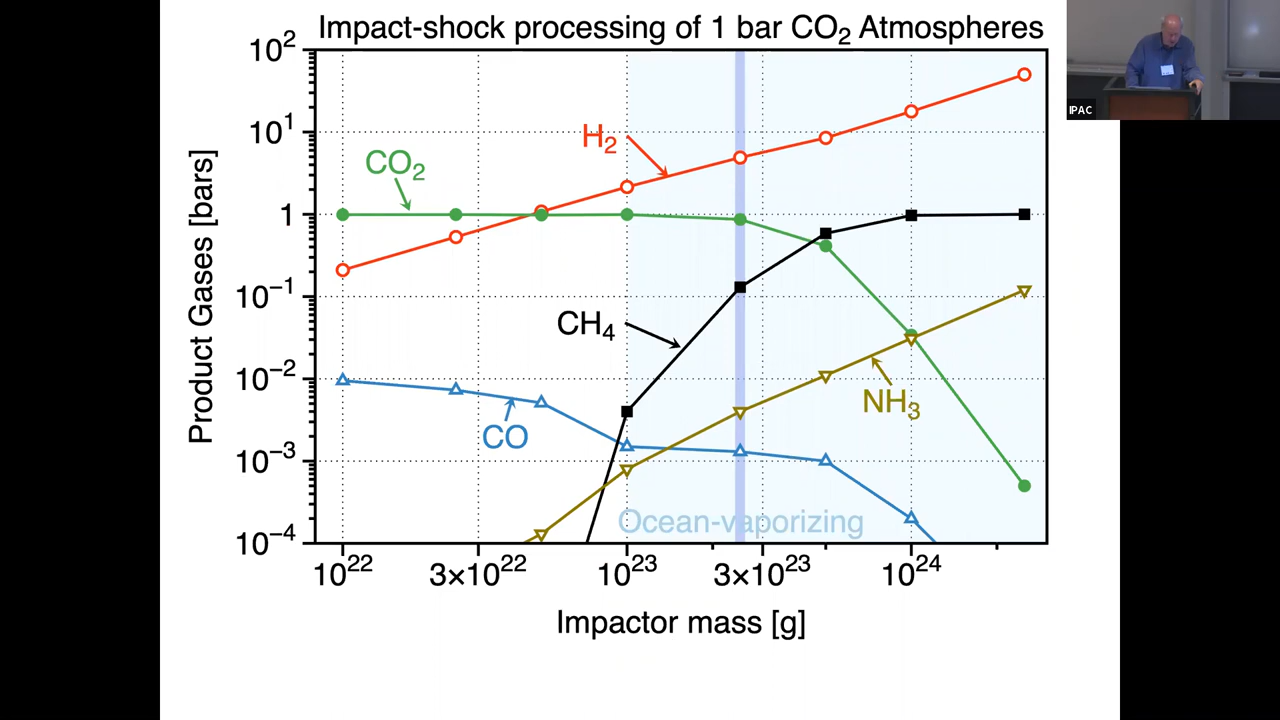 Impact-shock processing of 1 bar CO₂ Atmospheres
IPAC
Product Gases [bars]
10²
10¹
1
10⁻¹
10⁻²
10⁻³
10⁻⁴
H₂
CO₂
CH₄
NH₃
CO
Ocean-vaporizing
10²² 3×10²² 10²³ 3×10²³ 10²⁴
Impactor mass [g]